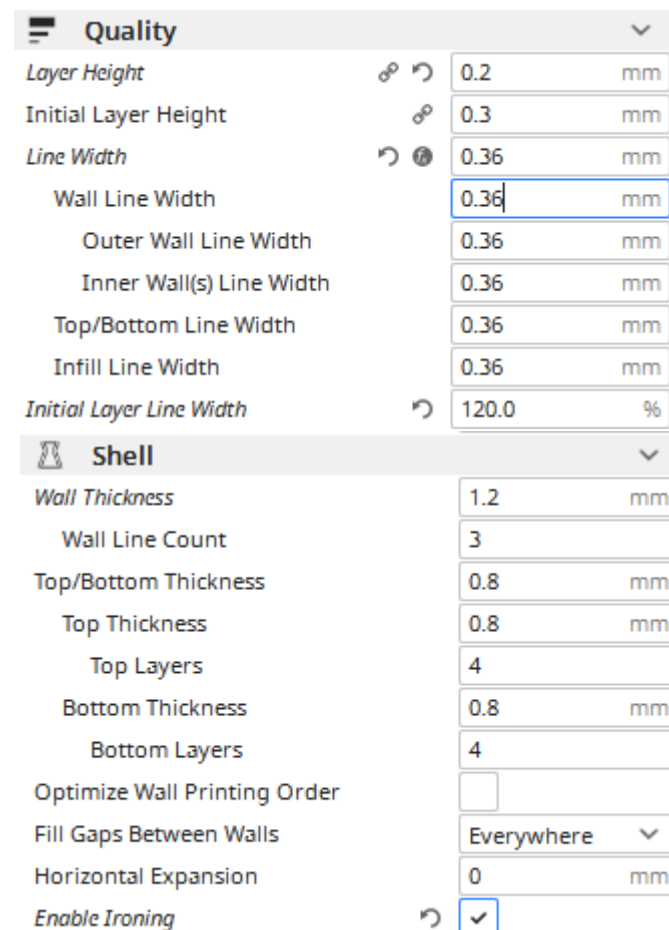 Quality
Layer Height 0.2 mm
Initial Layer Height 0.3 mm
Line Width 0.36 mm
Wall Line Width 0.36 mm
Outer Wall Line Width 0.36 mm
Inner Wall(s) Line Width 0.36 mm
Top/Bottom Line Width 0.36 mm
Infill Line Width 0.36 mm
Initial Layer Line Width 120.0 %
Shell
Wall Thickness 1.2 mm
Wall Line Count 3
Top/Bottom Thickness 0.8 mm
Top Thickness 0.8 mm
Top Layers 4
Bottom Thickness 0.8 mm
Bottom Layers 4
Optimize Wall Printing Order
Fill Gaps Between Walls Everywhere
Horizontal Expansion 0 mm
Enable Ironing